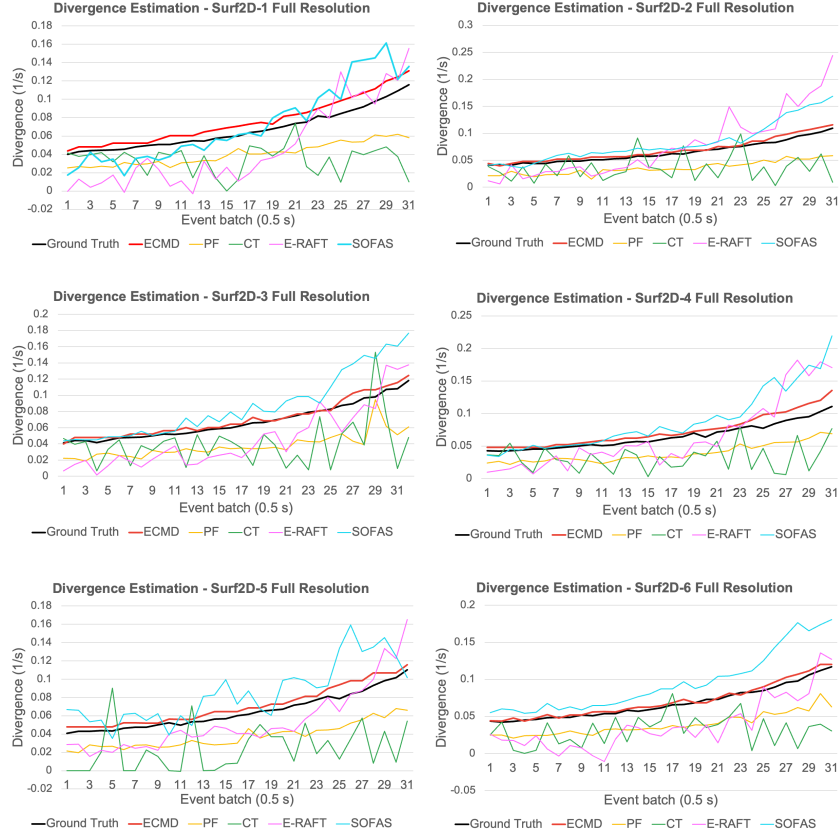 Divergence Estimation - Surf2D-1 Full Resolution
Divergence (1/s)
0.18
0.16
0.14
0.12
0.1
0.08
0.06
0.04
0.02
0
-0.02
1 3 5 7 9 11 13 15 17 19 21 23 25 27 29 31
Event batch (0.5 s)
Ground Truth ECMD PF CT E-RAFT SOFAS
Divergence Estimation - Surf2D-2 Full Resolution
Divergence (1/s)
0.3
0.25
0.2
0.15
0.1
0.05
0
1 3 5 7 9 11 13 15 17 19 21 23 25 27 29 31
Event batch (0.5 s)
Ground Truth ECMD PF CT E-RAFT SOFAS
Divergence Estimation - Surf2D-3 Full Resolution
Divergence (1/s)
0.2
0.18
0.16
0.14
0.12
0.1
0.08
0.06
0.04
0.02
0
1 3 5 7 9 11 13 15 17 19 21 23 25 27 29 31
Event batch (0.5 s)
Ground Truth ECMD PF CT E-RAFT SOFAS
Divergence Estimation - Surf2D-4 Full Resolution
Divergence (1/s)
0.25
0.2
0.15
0.1
0.05
0
1 3 5 7 9 11 13 15 17 19 21 23 25 27 29 31
Event batch (0.5 s)
Ground Truth ECMD PF CT E-RAFT SOFAS
Divergence Estimation - Surf2D-5 Full Resolution
Divergence (1/s)
0.18
0.16
0.14
0.12
0.1
0.08
0.06
0.04
0.02
0
-0.02
1 3 5 7 9 11 13 15 17 19 21 23 25 27 29 31
Event batch (0.5 s)
Ground Truth ECMD PF CT E-RAFT SOFAS
Divergence Estimation - Surf2D-6 Full Resolution
Divergence (1/s)
0.2
0.15
0.1
0.05
0
-0.05
1 3 5 7 9 11 13 15 17 19 21 23 25 27 29 31
Event batch (0.5 s)
Ground Truth ECMD PF CT E-RAFT SOFAS